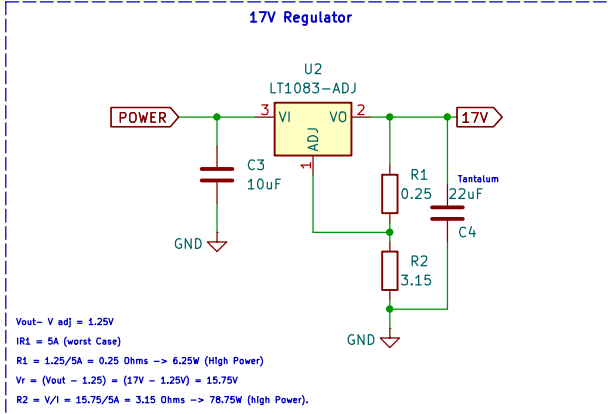 17V Regulator
U2
LT1083-ADJ
POWER
3
VI
VO
2
17V
ADJ
1
C3
10uF
R1
0.25
Tantalum
22uF
C4
GND
R2
3.15
GND
Vout- V adj = 1.25V
IR1 = 5A (worst Case)
R1 = 1.25/5A = 0.25 Ohms -> 6.25W (High Power)
Vr = (Vout - 1.25) = (17V - 1.25V) = 15.75V
R2 = V/I = 15.75/5A = 3.15 Ohms -> 78.75W (high Power).